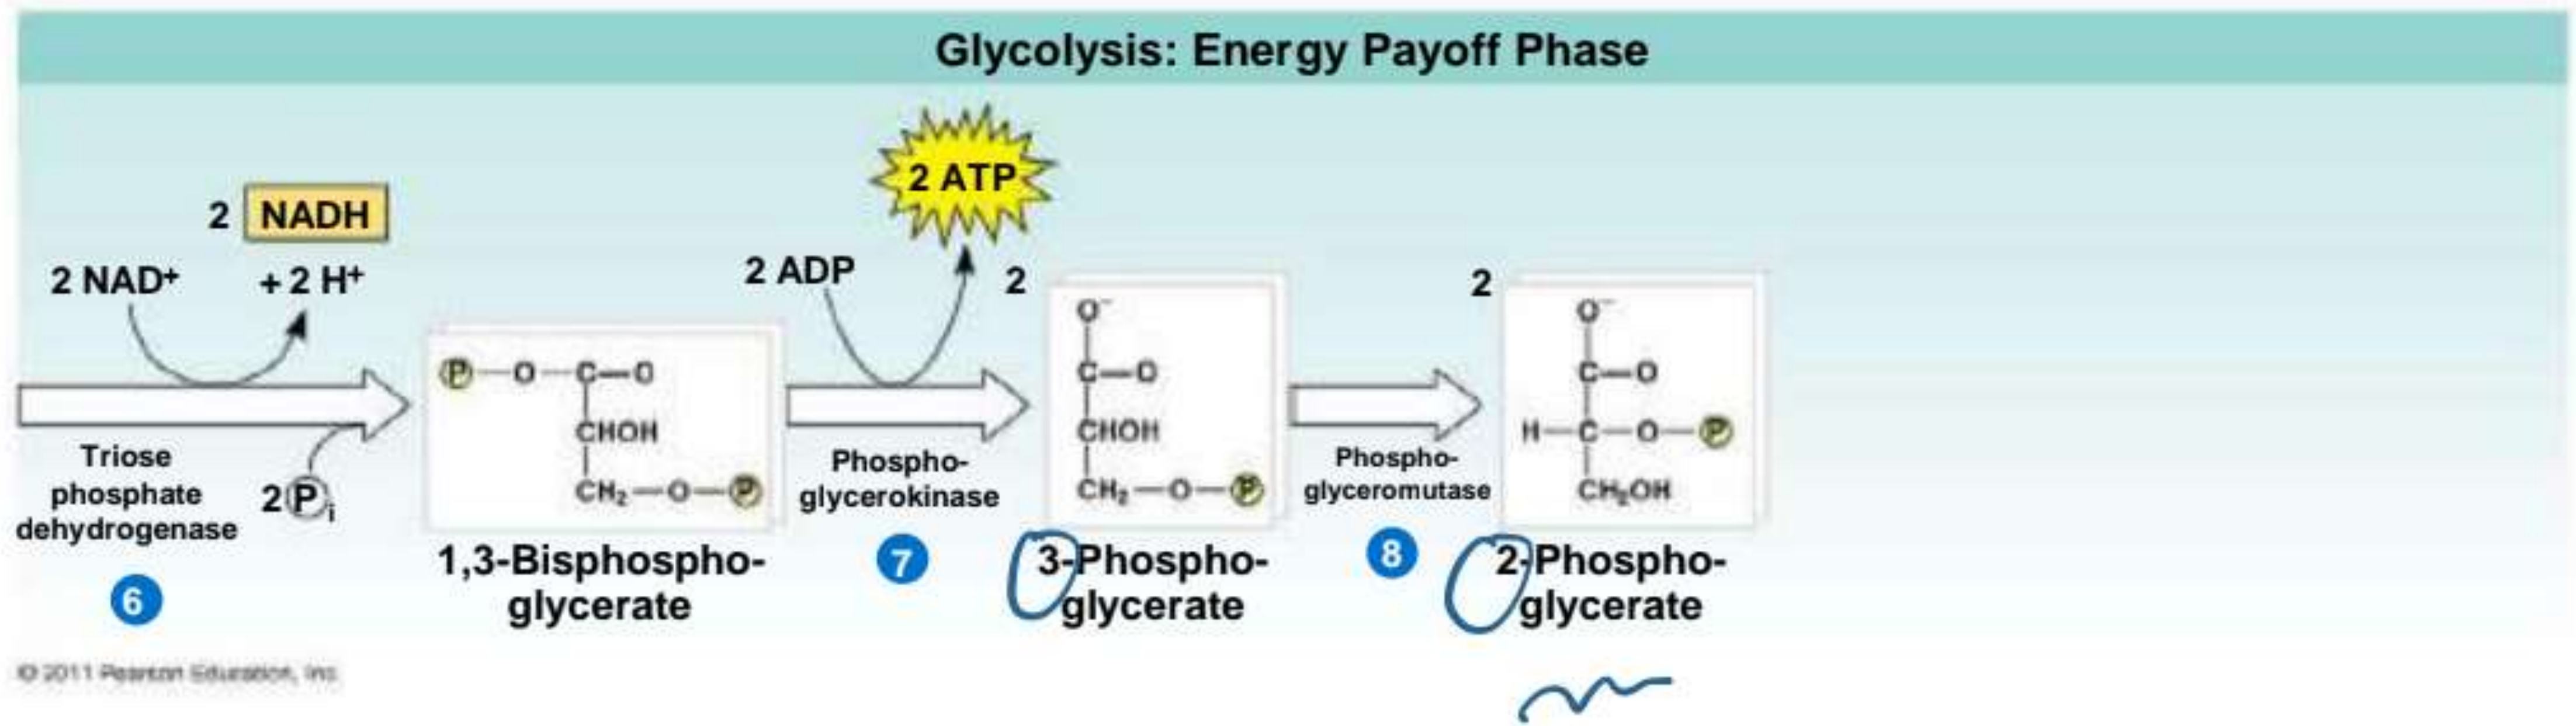 Glycolysis: Energy Payoff Phase
2 ATP
2 NADH
2 NAD+
+ 2 H+
2 ADP
2
2
P—O—C—O
CHOH
CH₂—O—P
O⁻
C—O
CHOH
CH₂—O—P
O⁻
C—O
H—C—O—P
CH₂OH
Triose
phosphate
dehydrogenase
2 Pi
6
1,3-Bisphospho-
glycerate
Phospho-
glycerokinase
7
3-Phospho-
glycerate
Phospho-
glyceromutase
8
2-Phospho-
glycerate
© 2011 Pearson Education, Inc.